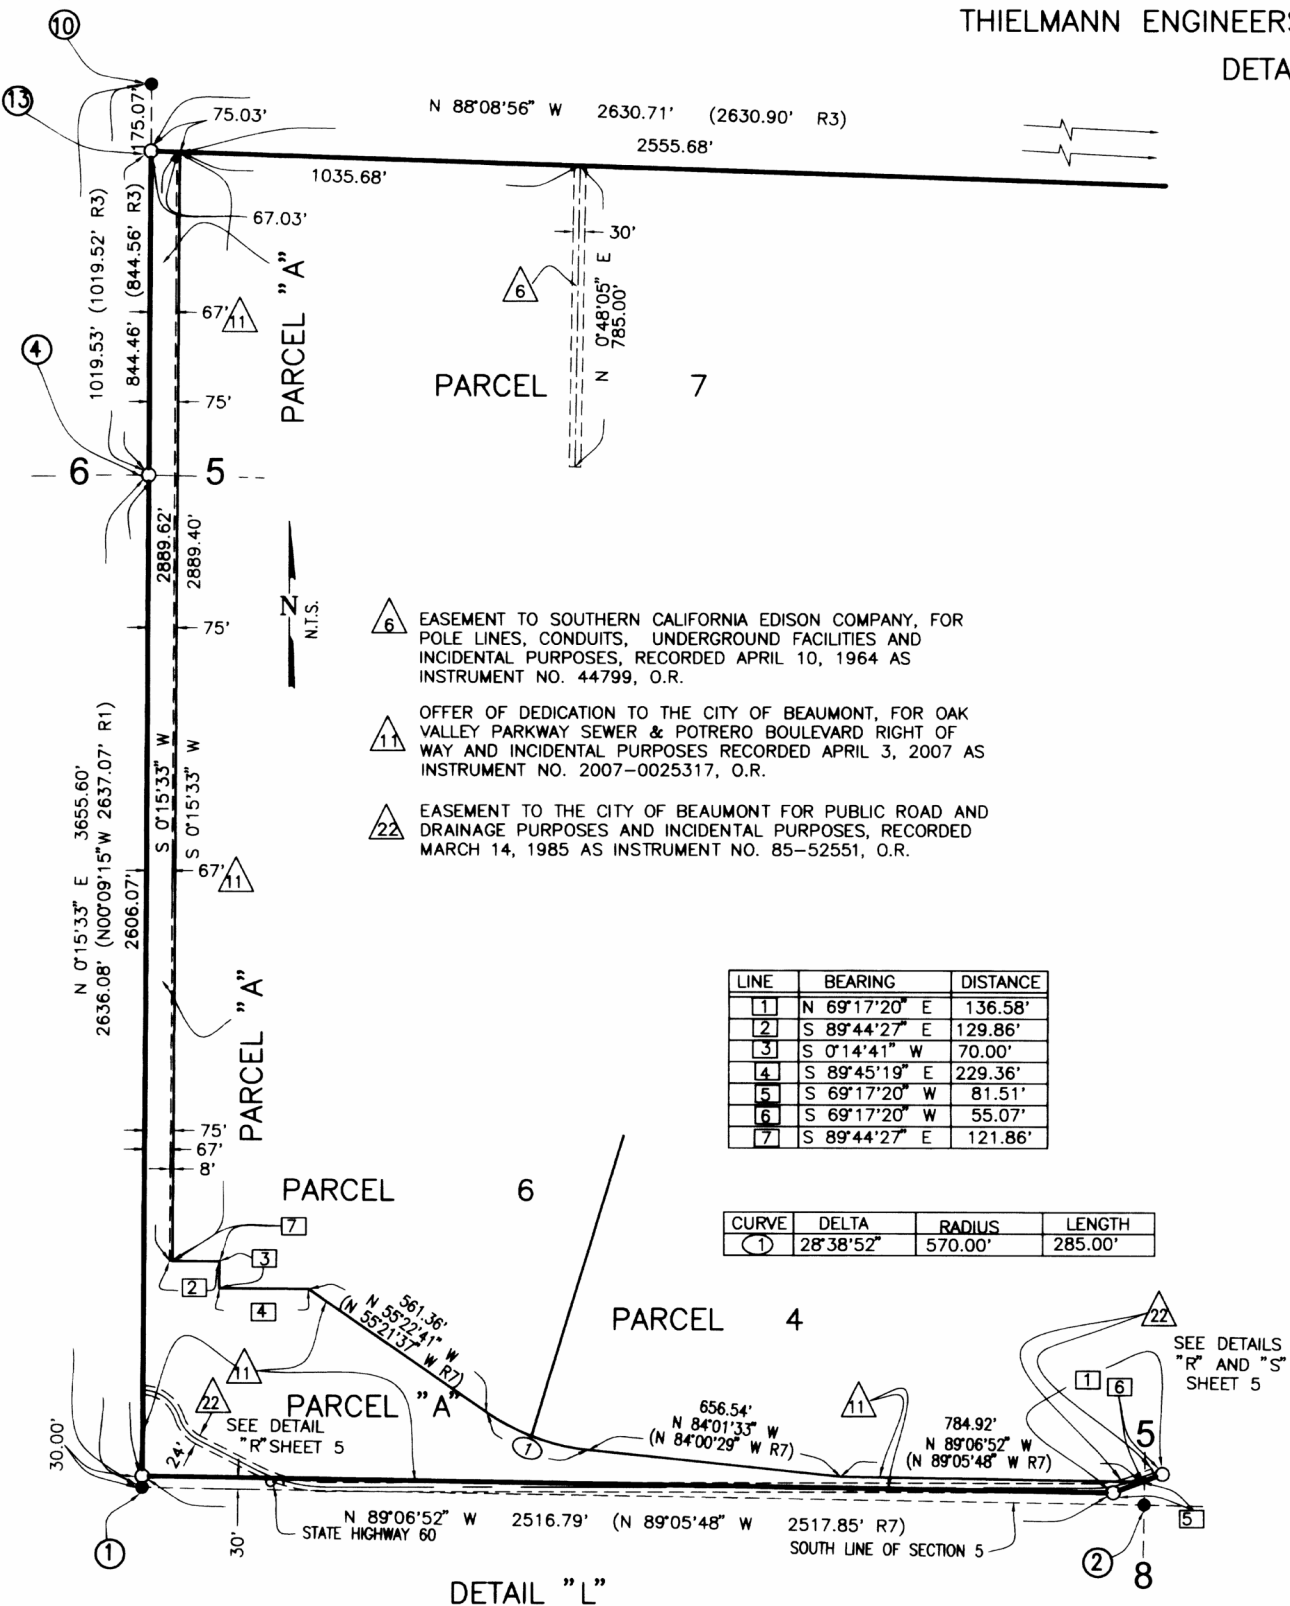 THIELMANN ENGINEERS
DETA
10
13
175.07'
75.03'
N 88°08'56" W 2630.71' (2630.90' R3)
2555.68'
1035.68'
67.03'
30'
1019.53' (1019.52' R3)
844.46' (844.56' R3)
PARCEL "A"
67'
11
6
N 0°48'05" E
785.00'
4
75'
PARCEL 7
6
5
2889.62'
2889.40'
N
N.T.S.
75'
6
EASEMENT TO SOUTHERN CALIFORNIA EDISON COMPANY, FOR
POLE LINES, CONDUITS, UNDERGROUND FACILITIES AND
INCIDENTAL PURPOSES, RECORDED APRIL 10, 1964 AS
INSTRUMENT NO. 44799, O.R.
11
OFFER OF DEDICATION TO THE CITY OF BEAUMONT, FOR OAK
VALLEY PARKWAY SEWER & POTRERO BOULEVARD RIGHT OF
WAY AND INCIDENTAL PURPOSES RECORDED APRIL 3, 2007 AS
INSTRUMENT NO. 2007-0025317, O.R.
22
EASEMENT TO THE CITY OF BEAUMONT FOR PUBLIC ROAD AND
DRAINAGE PURPOSES AND INCIDENTAL PURPOSES, RECORDED
MARCH 14, 1985 AS INSTRUMENT NO. 85-52551, O.R.
N 0°15'33" E 3655.60'
2636.08' (N00°09'15"W 2637.07' R1)
2606.07'
S 0°15'33" W
S 0°15'33" W
67'
11
PARCEL "A"
LINE BEARING DISTANCE
1 N 69°17'20" E 136.58'
2 S 89°44'27" E 129.86'
3 S 0°14'41" W 70.00'
4 S 89°45'19" E 229.36'
5 S 69°17'20" W 81.51'
6 S 69°17'20" W 55.07'
7 S 89°44'27" E 121.86'
75'
67'
8'
PARCEL 6
CURVE DELTA RADIUS LENGTH
1 28°38'52" 570.00' 285.00'
7
3
2
4
561.36'
N 55°22'41" W
(N 55°21'37" W R7)
PARCEL 4
22
SEE DETAILS
"R" AND "S"
SHEET 5
11
22
PARCEL "A"
SEE DETAIL
"R" SHEET 5
24'
30.00'
1
656.54'
N 84°01'33" W
(N 84°00'29" W R7)
11
784.92'
N 89°06'52" W
(N 89°05'48" W R7)
1
6
5
5
N 89°06'52" W 2516.79' (N 89°05'48" W 2517.85' R7)
STATE HIGHWAY 60
30'
SOUTH LINE OF SECTION 5
1
2
8
DETAIL "L"